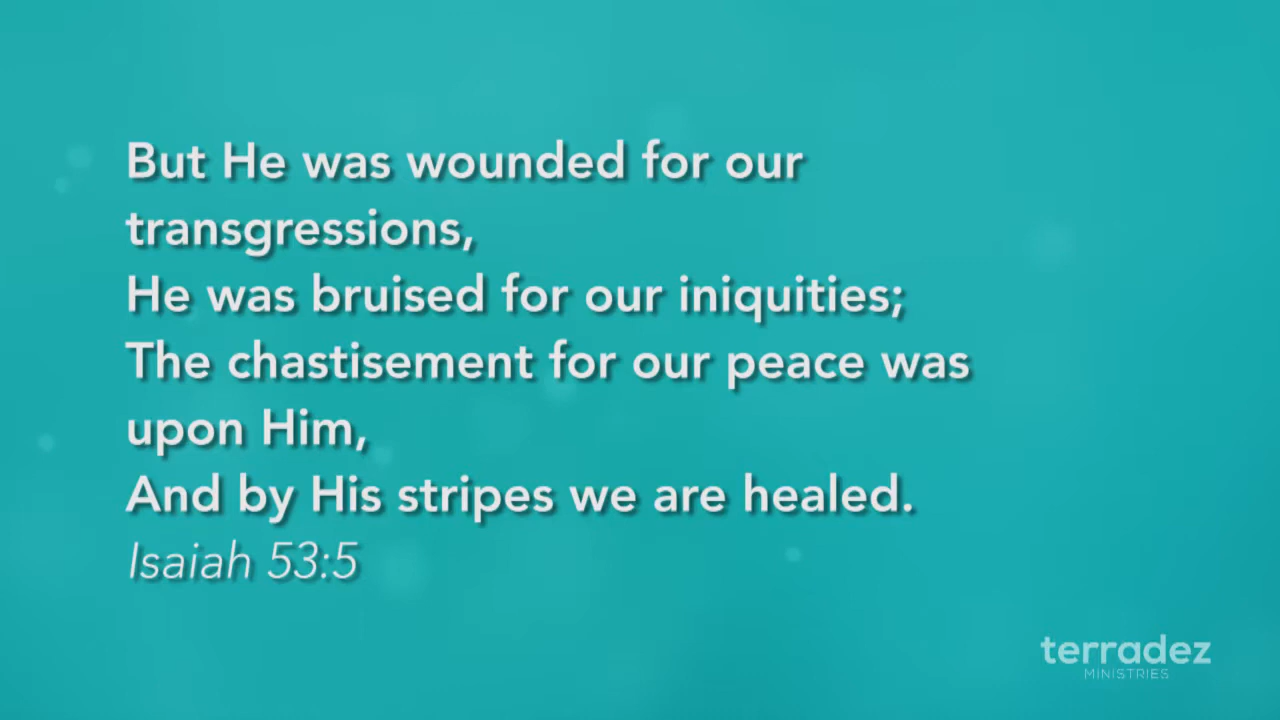 But He was wounded for our
transgressions,
He was bruised for our iniquities;
The chastisement for our peace was
upon Him,
And by His stripes we are healed.
Isaiah 53:5
terradez
MINISTRIES